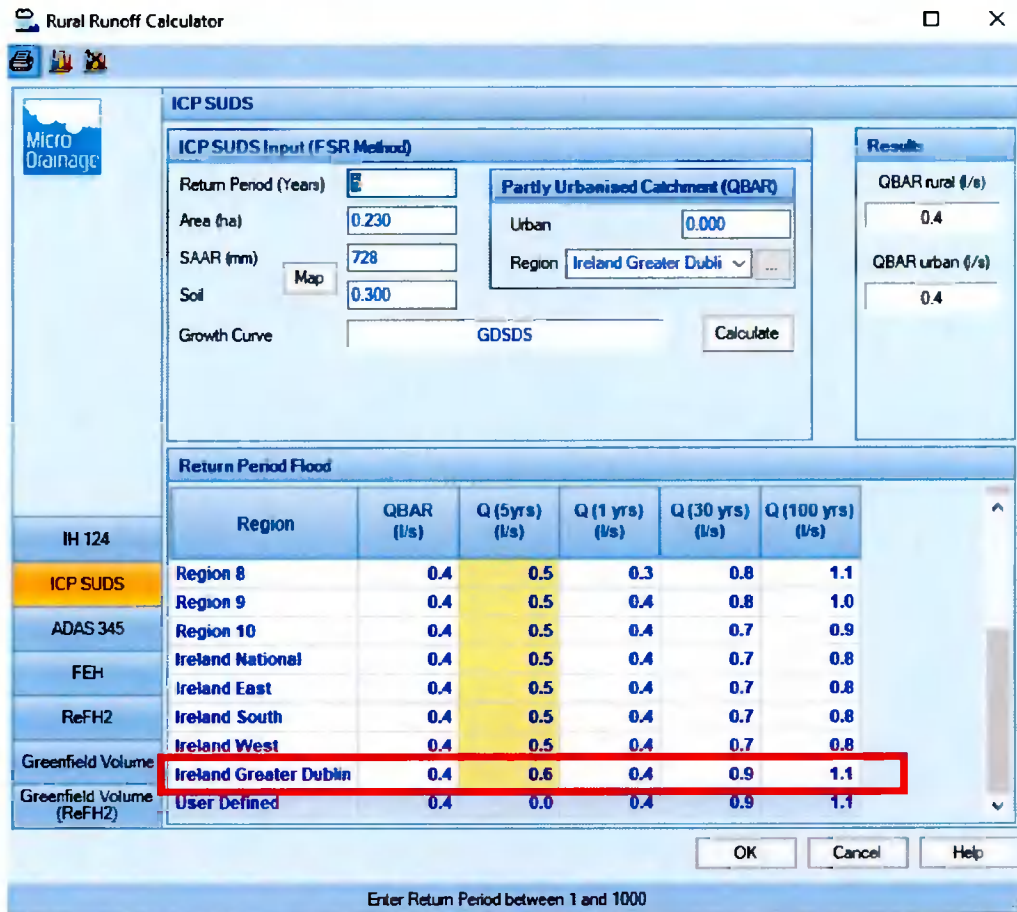 Rural Runoff Calculator
Micro Drainage
ICP SUDS
ICP SUDS Input (FSR Method)
Return Period (Years)
Area (ha) 0.230
SAAR (mm) 728
Map
Soil 0.300
Growth Curve GDSDS Calculate
Partly Urbanised Catchment (QBAR)
Urban 0.000
Region Ireland Greater Dubli ...
Results
QBAR rural (l/s)
0.4
QBAR urban (l/s)
0.4
IH 124
ICP SUDS
ADAS 345
FEH
ReFH2
Greenfield Volume
Greenfield Volume (ReFH2)
Return Period Flood
Region QBAR (l/s) Q (5yrs) (l/s) Q (1 yrs) (l/s) Q (30 yrs) (l/s) Q (100 yrs) (l/s)
Region 8 0.4 0.5 0.3 0.8 1.1
Region 9 0.4 0.5 0.4 0.8 1.0
Region 10 0.4 0.5 0.4 0.7 0.9
Ireland National 0.4 0.5 0.4 0.7 0.8
Ireland East 0.4 0.5 0.4 0.7 0.8
Ireland South 0.4 0.5 0.4 0.7 0.8
Ireland West 0.4 0.5 0.4 0.7 0.8
Ireland Greater Dublin 0.4 0.6 0.4 0.9 1.1
User Defined 0.4 0.0 0.4 0.9 1.1
OK Cancel Help
Enter Return Period between 1 and 1000